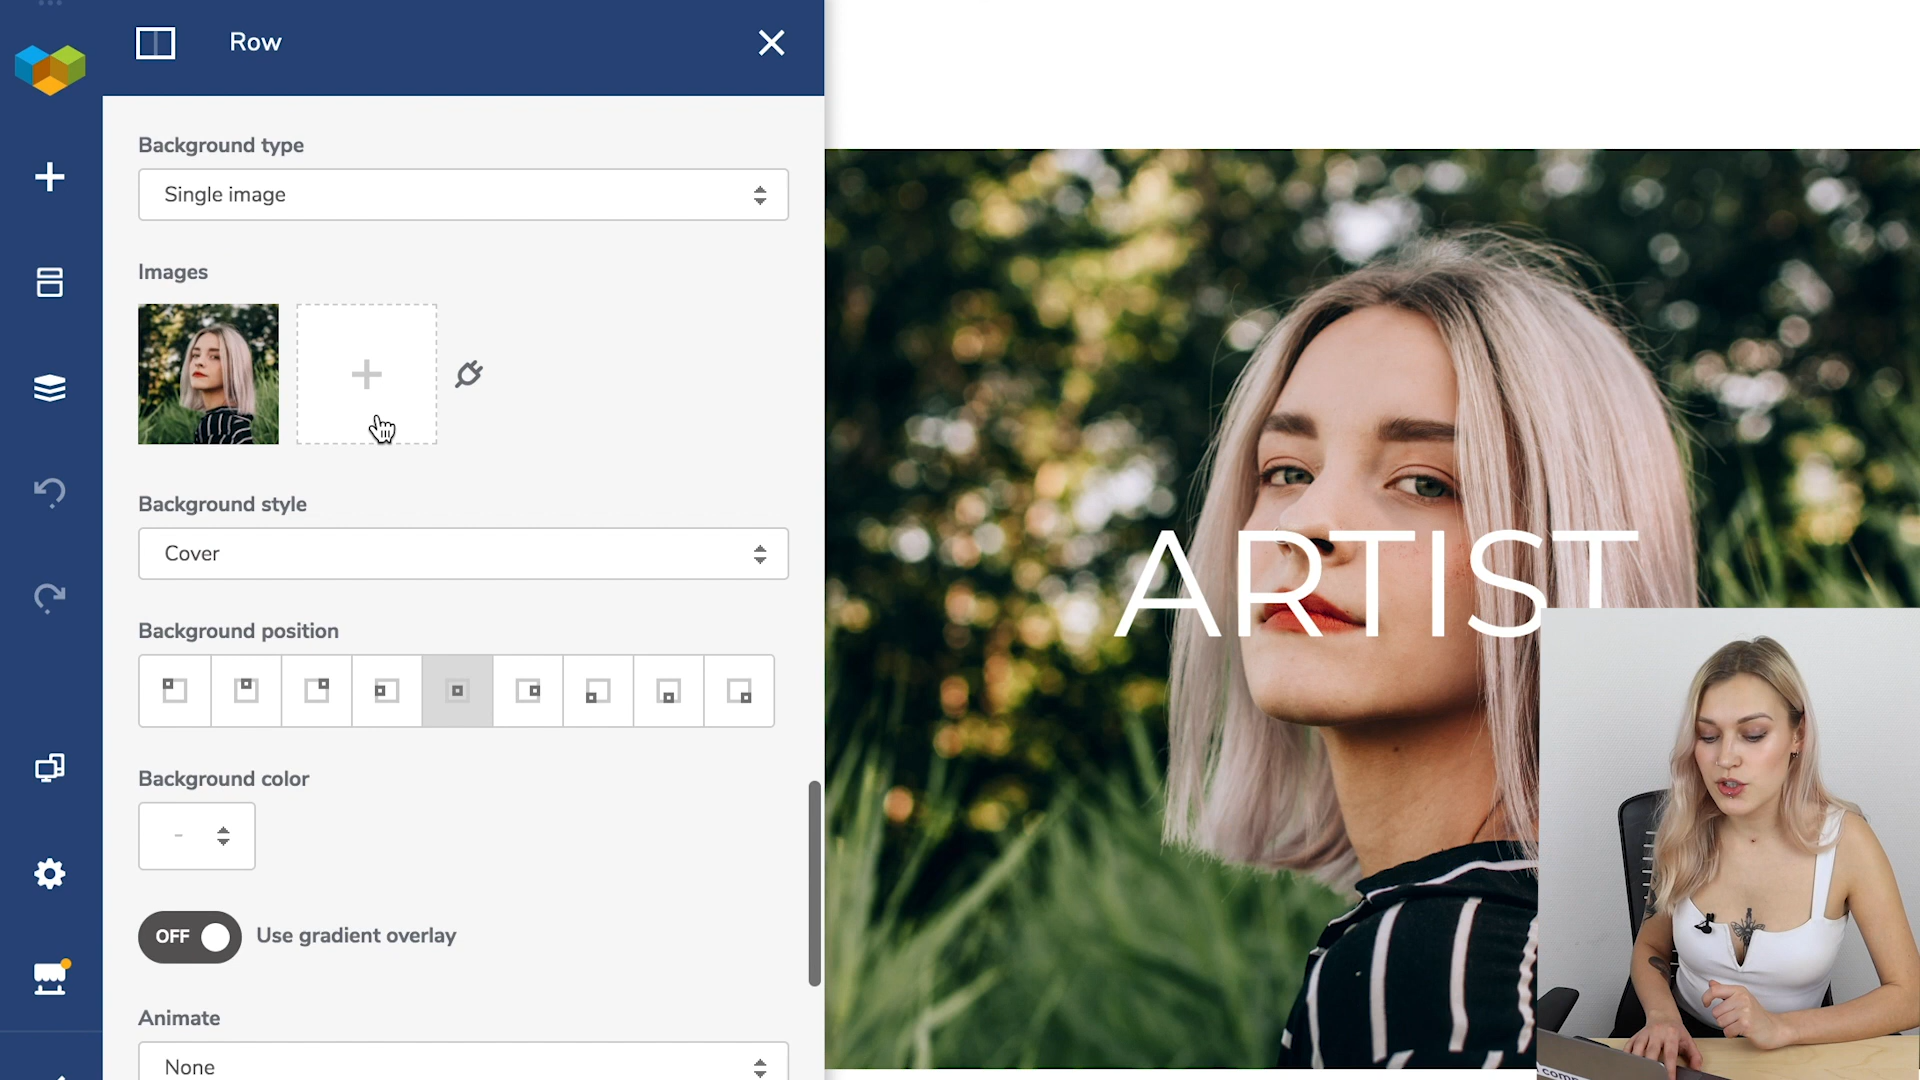 Row
Background type
Single image
Images
Background style
Cover
Background position
Background color
-
OFF Use gradient overlay
Animate
None
ARTIST